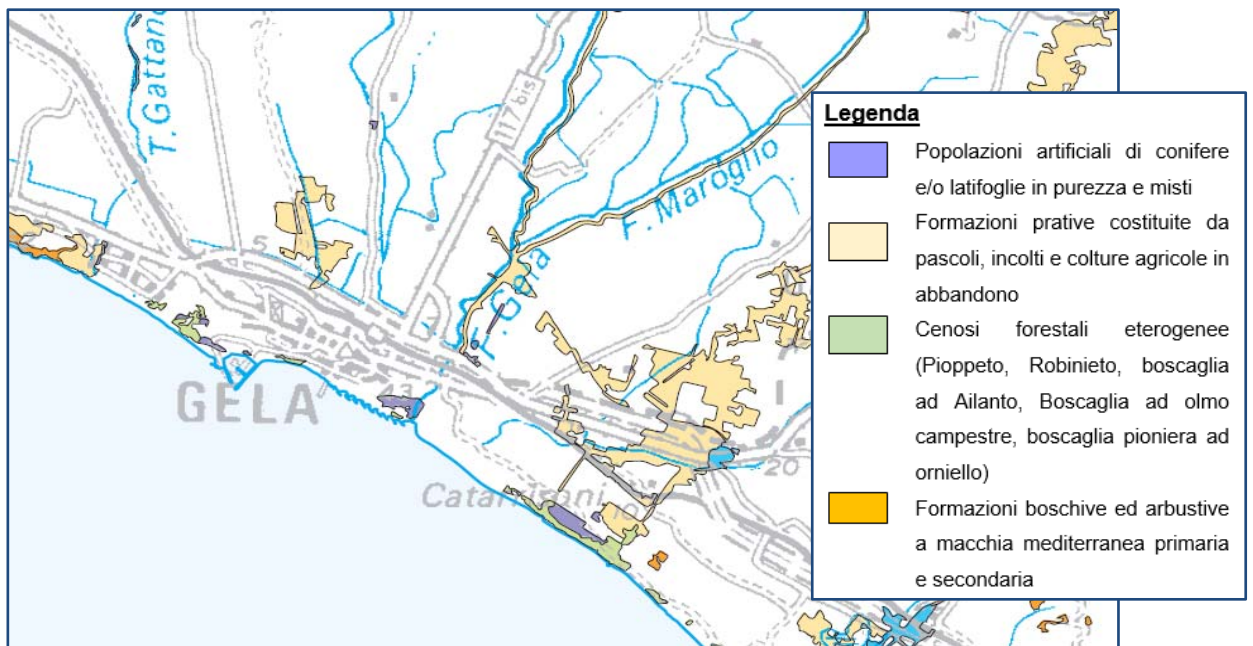 T. Gattano
117 bis
F. Maroglio
F. Gela
5
GELA
43
20
10
Legenda
Popolazioni artificiali di conifere
e/o latifoglie in purezza e misti
Formazioni prative costituite da
pascoli, incolti e colture agricole in
abbandono
Cenosi forestali eterogenee
(Pioppeto, Robinieto, boscaglia
ad Ailanto, Boscaglia ad olmo
campestre, boscaglia pioniera ad
orniello)
Formazioni boschive ed arbustive
a macchia mediterranea primaria
e secondaria